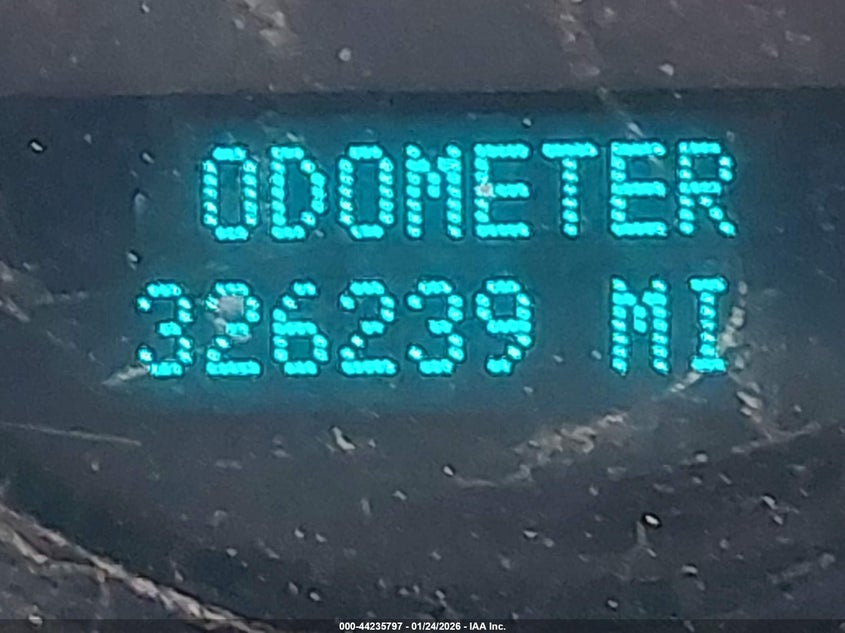 ODOMETER
326239 MI
000-44235797 - 01/24/2026 - IAA Inc.